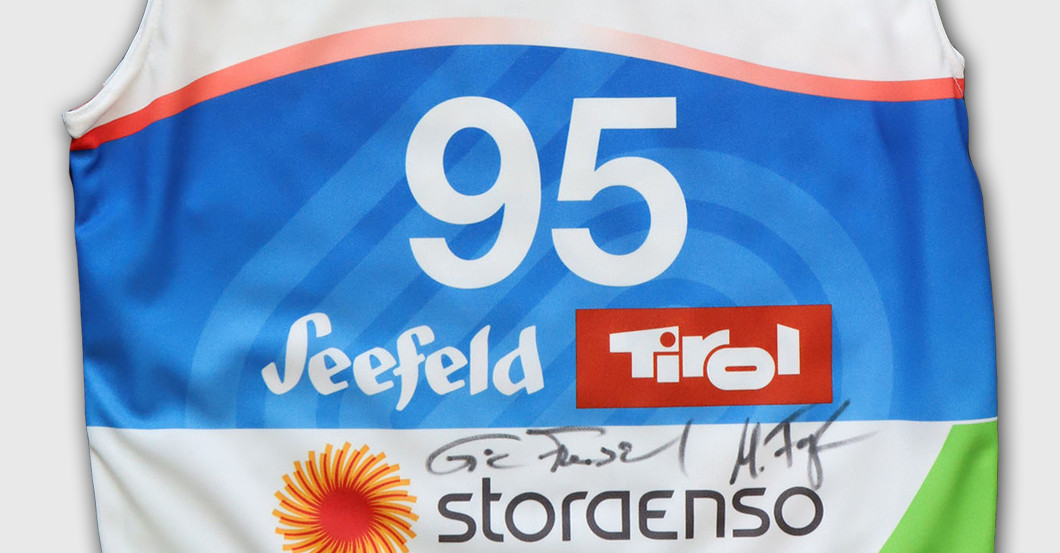 95
Seefeld Tirol
storaenso